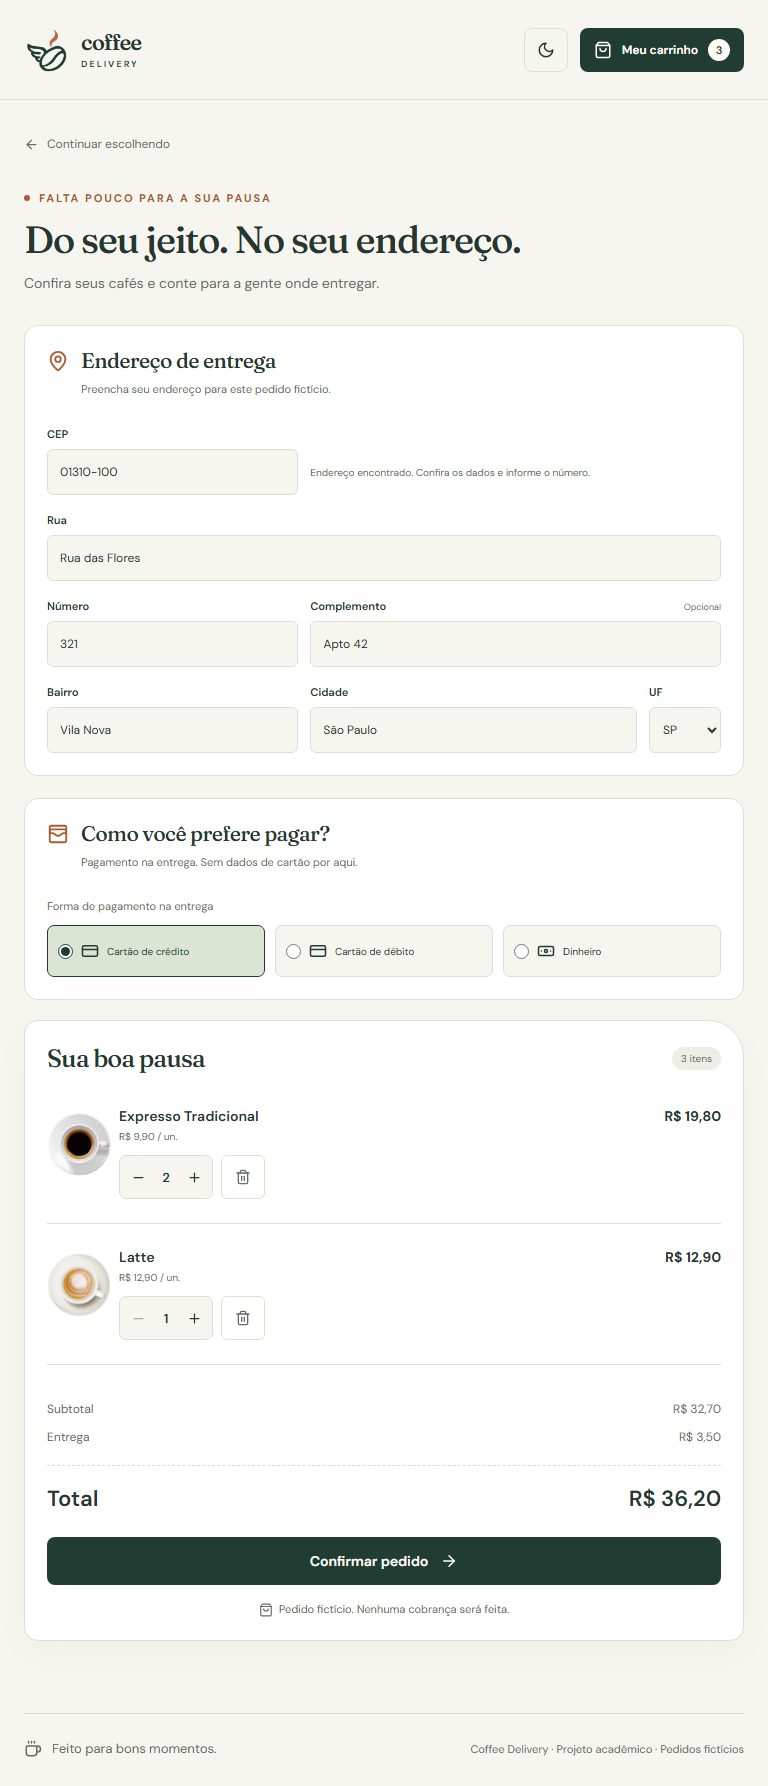 coffee
DELIVERY
Meu carrinho 3
Continuar escolhendo
FALTA POUCO PARA A SUA PAUSA
Do seu jeito. No seu endereço.
Confira seus cafés e conte para a gente onde entregar.
Endereço de entrega
Preencha seu endereço para este pedido fictício.
CEP
01310-100
Endereço encontrado. Confira os dados e informe o número.
Rua
Rua das Flores
Número
Complemento
Opcional
321
Apto 42
Bairro
Cidade
UF
Vila Nova
São Paulo
SP
Como você prefere pagar?
Pagamento na entrega. Sem dados de cartão por aqui.
Forma de pagamento na entrega
Cartão de crédito
Cartão de débito
Dinheiro
Sua boa pausa
3 itens
Expresso Tradicional
R$ 19,80
R$ 9,90 / un.
2
Latte
R$ 12,90
R$ 12,90 / un.
1
Subtotal
R$ 32,70
Entrega
R$ 3,50
Total
R$ 36,20
Confirmar pedido
Pedido fictício. Nenhuma cobrança será feita.
Feito para bons momentos.
Coffee Delivery · Projeto acadêmico · Pedidos fictícios